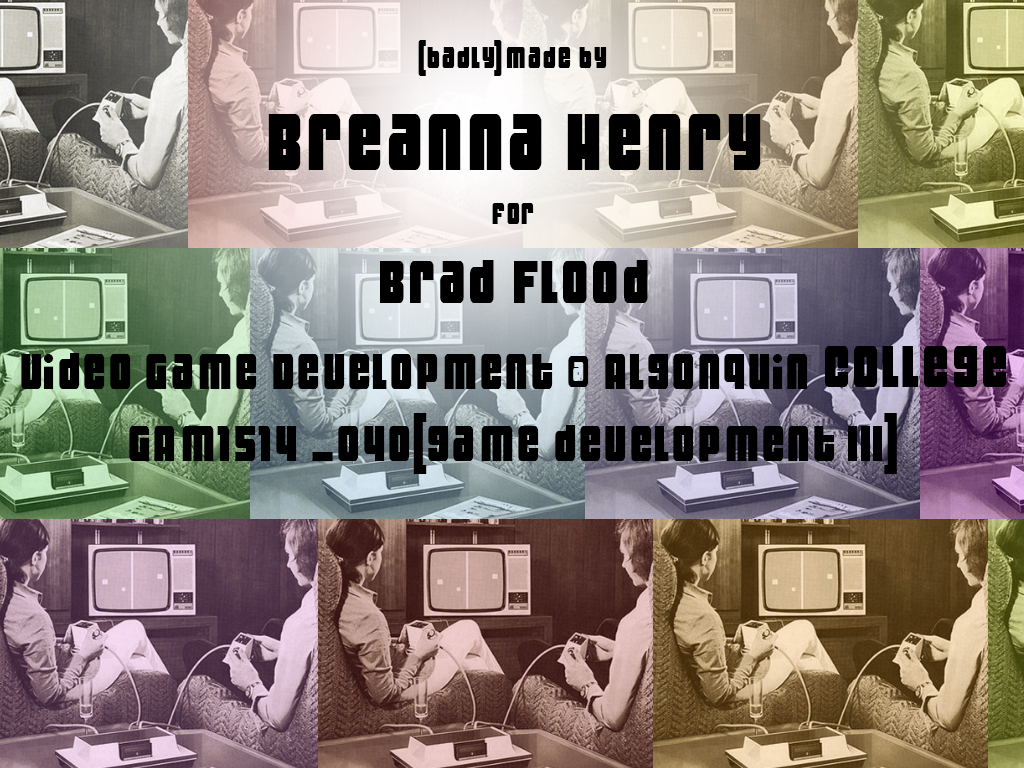 (badly)made by
Breanna Henry
for
Brad Flood
Video Game Development @ Algonquin College
GAM1514 _040(game development III)